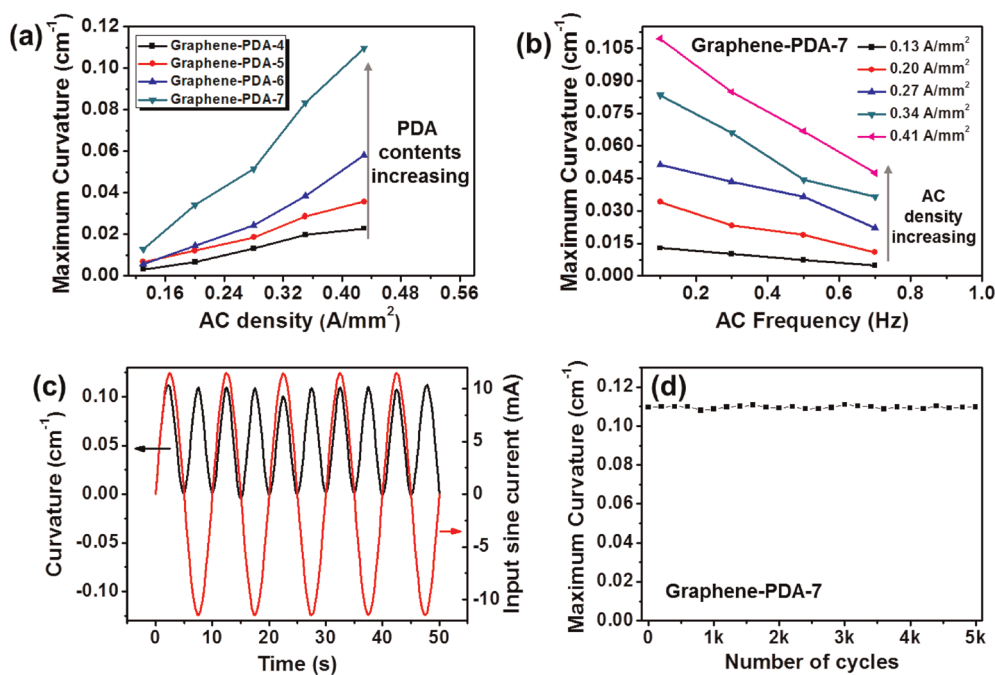 (a)
Maximum Curvature (cm⁻¹)
0.12
0.10
0.08
0.06
0.04
0.02
0.00
Graphene-PDA-4
Graphene-PDA-5
Graphene-PDA-6
Graphene-PDA-7
PDA
contents
increasing
0.16 0.24 0.32 0.40 0.48 0.56
AC density (A/mm²)
(b)
Maximum Curvature (cm⁻¹)
0.105
0.090
0.075
0.060
0.045
0.030
0.015
0.000
Graphene-PDA-7
0.13 A/mm²
0.20 A/mm²
0.27 A/mm²
0.34 A/mm²
0.41 A/mm²
AC
density
increasing
0.2 0.4 0.6 0.8 1.0
AC Frequency (Hz)
(c)
Curvature (cm⁻¹)
0.10
0.05
0.00
-0.05
-0.10
10
5
0
-5
-10
Input sine current (mA)
0 10 20 30 40 50
Time (s)
(d)
Maximum Curvature (cm⁻¹)
0.12
0.10
0.08
0.06
0.04
0.02
0.00
Graphene-PDA-7
0 1k 2k 3k 4k 5k
Number of cycles